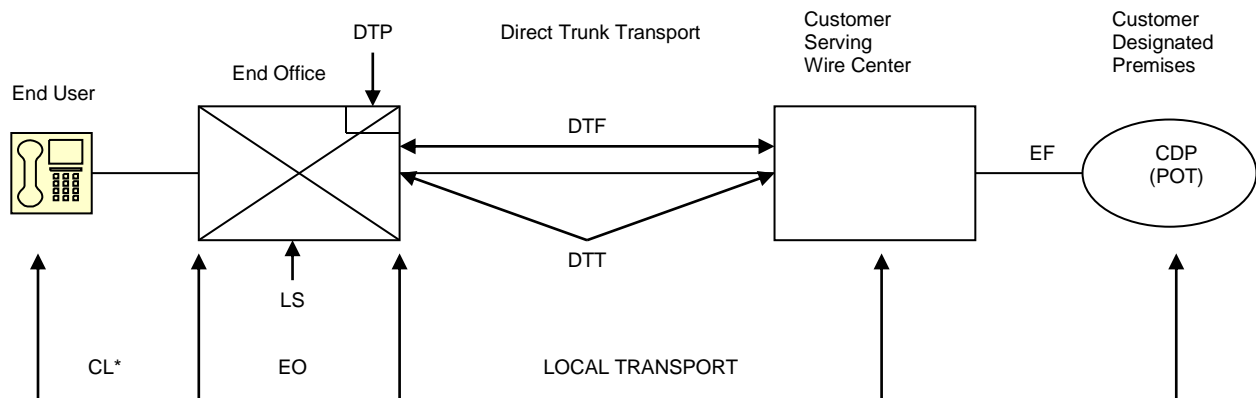 DTP
Direct Trunk Transport
Customer
Serving
Wire Center
Customer
Designated
Premises
End Office
End User
DTF
EF
CDP
(POT)
DTT
LS
CL*
EO
LOCAL TRANSPORT